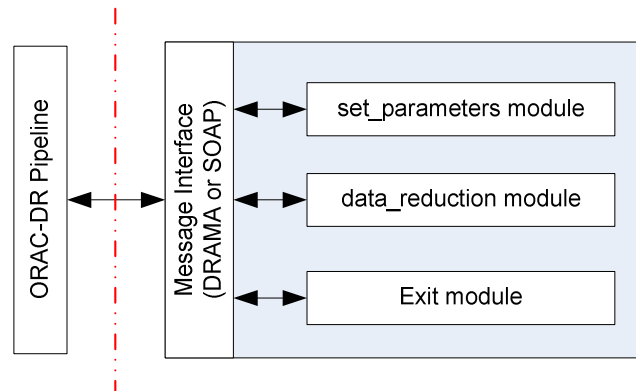 ORAC-DR Pipeline
Message Interface
(DRAMA or SOAP)
set_parameters module
data_reduction module
Exit module